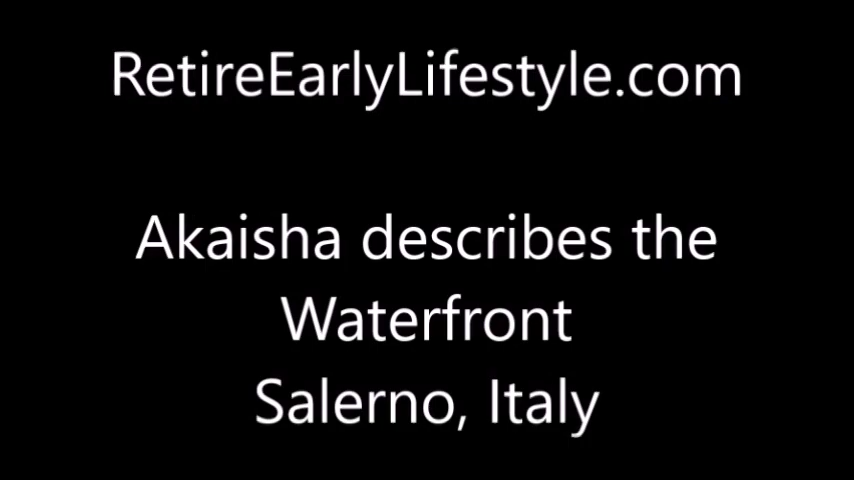 RetireEarlyLifestyle.com
Akaisha describes the
Waterfront
Salerno, Italy